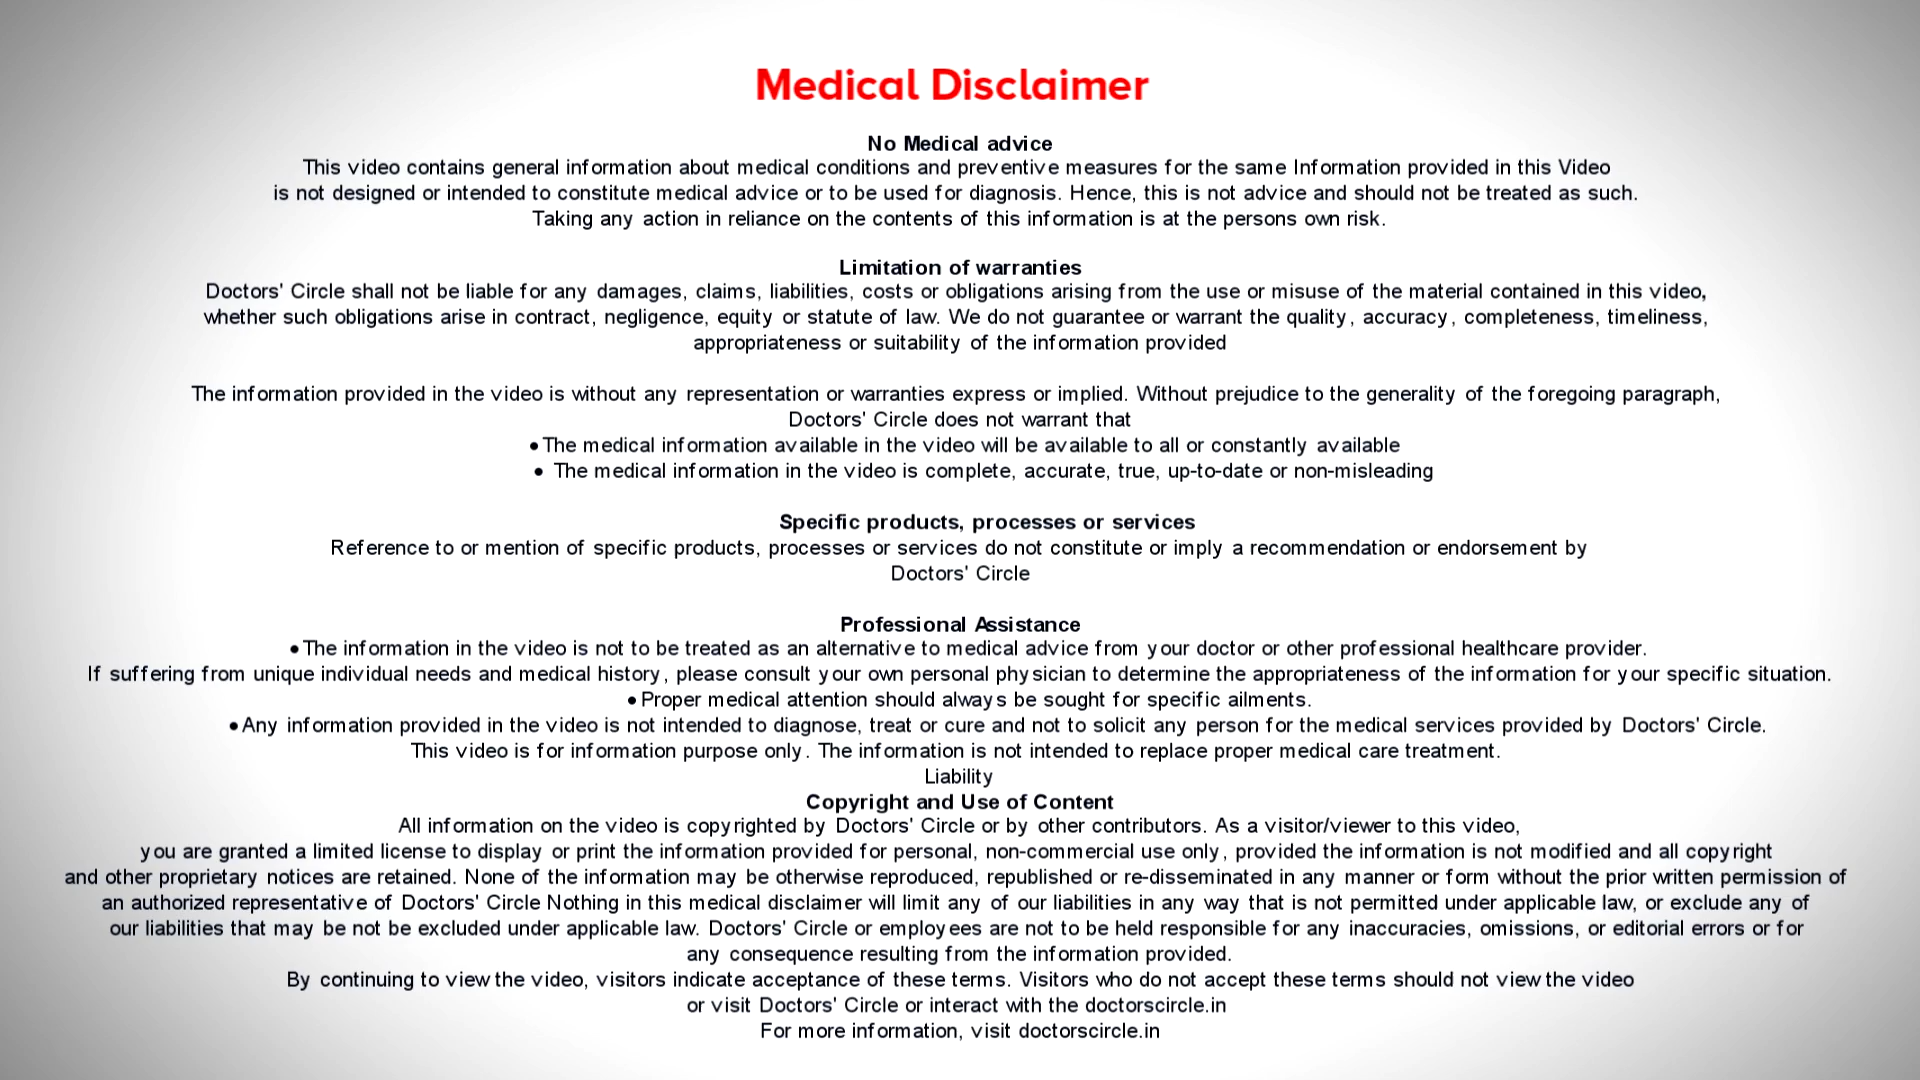 Medical Disclaimer
No Medical advice
This video contains general information about medical conditions and preventive measures for the same Information provided in this Video
is not designed or intended to constitute medical advice or to be used for diagnosis. Hence, this is not advice and should not be treated as such.
Taking any action in reliance on the contents of this information is at the persons own risk.
Limitation of warranties
Doctors' Circle shall not be liable for any damages, claims, liabilities, costs or obligations arising from the use or misuse of the material contained in this video,
whether such obligations arise in contract, negligence, equity or statute of law. We do not guarantee or warrant the quality, accuracy, completeness, timeliness,
appropriateness or suitability of the information provided
The information provided in the video is without any representation or warranties express or implied. Without prejudice to the generality of the foregoing paragraph,
Doctors' Circle does not warrant that
• The medical information available in the video will be available to all or constantly available
• The medical information in the video is complete, accurate, true, up-to-date or non-misleading
Specific products, processes or services
Reference to or mention of specific products, processes or services do not constitute or imply a recommendation or endorsement by
Doctors' Circle
Professional Assistance
• The information in the video is not to be treated as an alternative to medical advice from your doctor or other professional healthcare provider.
If suffering from unique individual needs and medical history, please consult your own personal physician to determine the appropriateness of the information for your specific situation.
• Proper medical attention should always be sought for specific ailments.
• Any information provided in the video is not intended to diagnose, treat or cure and not to solicit any person for the medical services provided by Doctors' Circle.
This video is for information purpose only. The information is not intended to replace proper medical care treatment.
Liability
Copyright and Use of Content
All information on the video is copyrighted by Doctors' Circle or by other contributors. As a visitor/viewer to this video,
you are granted a limited license to display or print the information provided for personal, non-commercial use only, provided the information is not modified and all copyright
and other proprietary notices are retained. None of the information may be otherwise reproduced, republished or re-disseminated in any manner or form without the prior written permission of
an authorized representative of Doctors' Circle Nothing in this medical disclaimer will limit any of our liabilities in any way that is not permitted under applicable law, or exclude any of
our liabilities that may be not be excluded under applicable law. Doctors' Circle or employees are not to be held responsible for any inaccuracies, omissions, or editorial errors or for
any consequence resulting from the information provided.
By continuing to view the video, visitors indicate acceptance of these terms. Visitors who do not accept these terms should not view the video
or visit Doctors' Circle or interact with the doctorscircle.in
For more information, visit doctorscircle.in